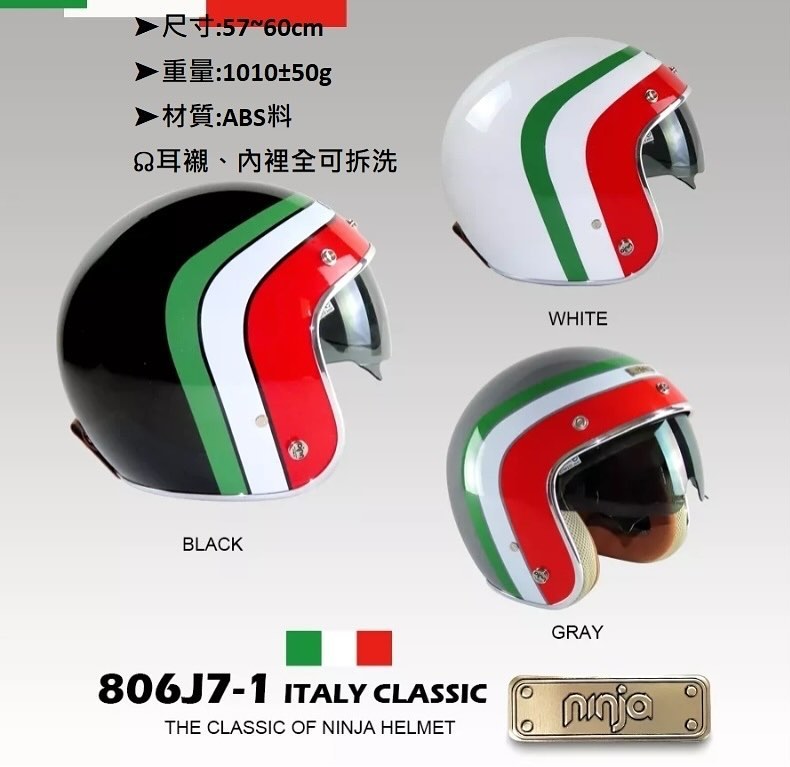 ➤尺寸:57~60cm
➤重量:1010±50g
➤材質:ABS料
ᘏ耳襯、內裡全可拆洗
WHITE
BLACK
GRAY
806J7-1 ITALY CLASSIC
THE CLASSIC OF NINJA HELMET
ninja